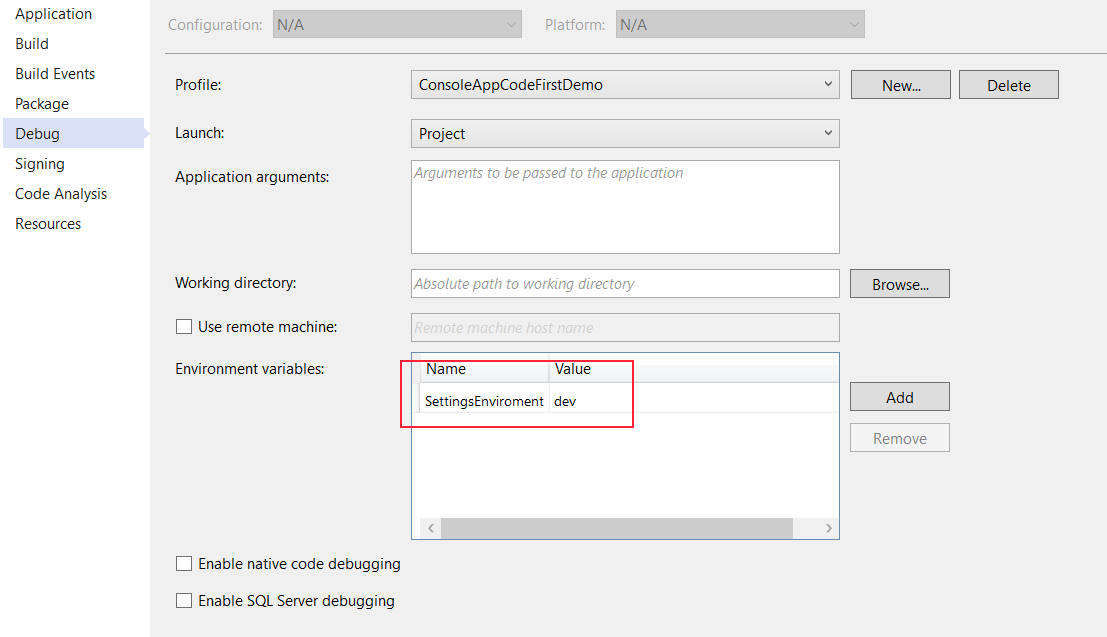 Application
Build
Build Events
Package
Debug
Signing
Code Analysis
Resources
Configuration: N/A Platform: N/A
Profile: ConsoleAppCodeFirstDemo New... Delete
Launch: Project
Application arguments: Arguments to be passed to the application
Working directory: Absolute path to working directory Browse...
Use remote machine: Remote machine host name
Environment variables: Name Value
SettingsEnviroment dev
Add
Remove
Enable native code debugging
Enable SQL Server debugging